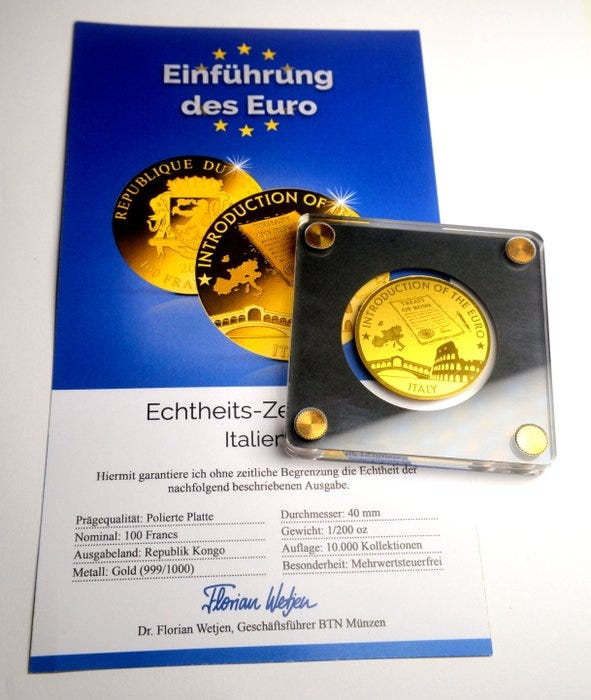 Einführung
des Euro
REPUBLIQUE DU
100 FRAN
INTRODUCTION OF
INTRODUCTION OF THE EURO
TREATY
OF ROME
ITALY
Echtheits-Ze
Italien
Hiermit garantiere ich ohne zeitliche Begrenzung die Echtheit der
nachfolgend beschriebenen Ausgabe.
Prägequalität: Polierte Platte
Nominal: 100 Francs
Ausgabeland: Republik Kongo
Metall: Gold (999/1000)
Durchmesser: 40 mm
Gewicht: 1/200 oz
Auflage: 10.000 Kollektionen
Besonderheit: Mehrwertsteuerfrei
Florian Wetjen
Dr. Florian Wetjen, Geschäftsführer BTN Münzen